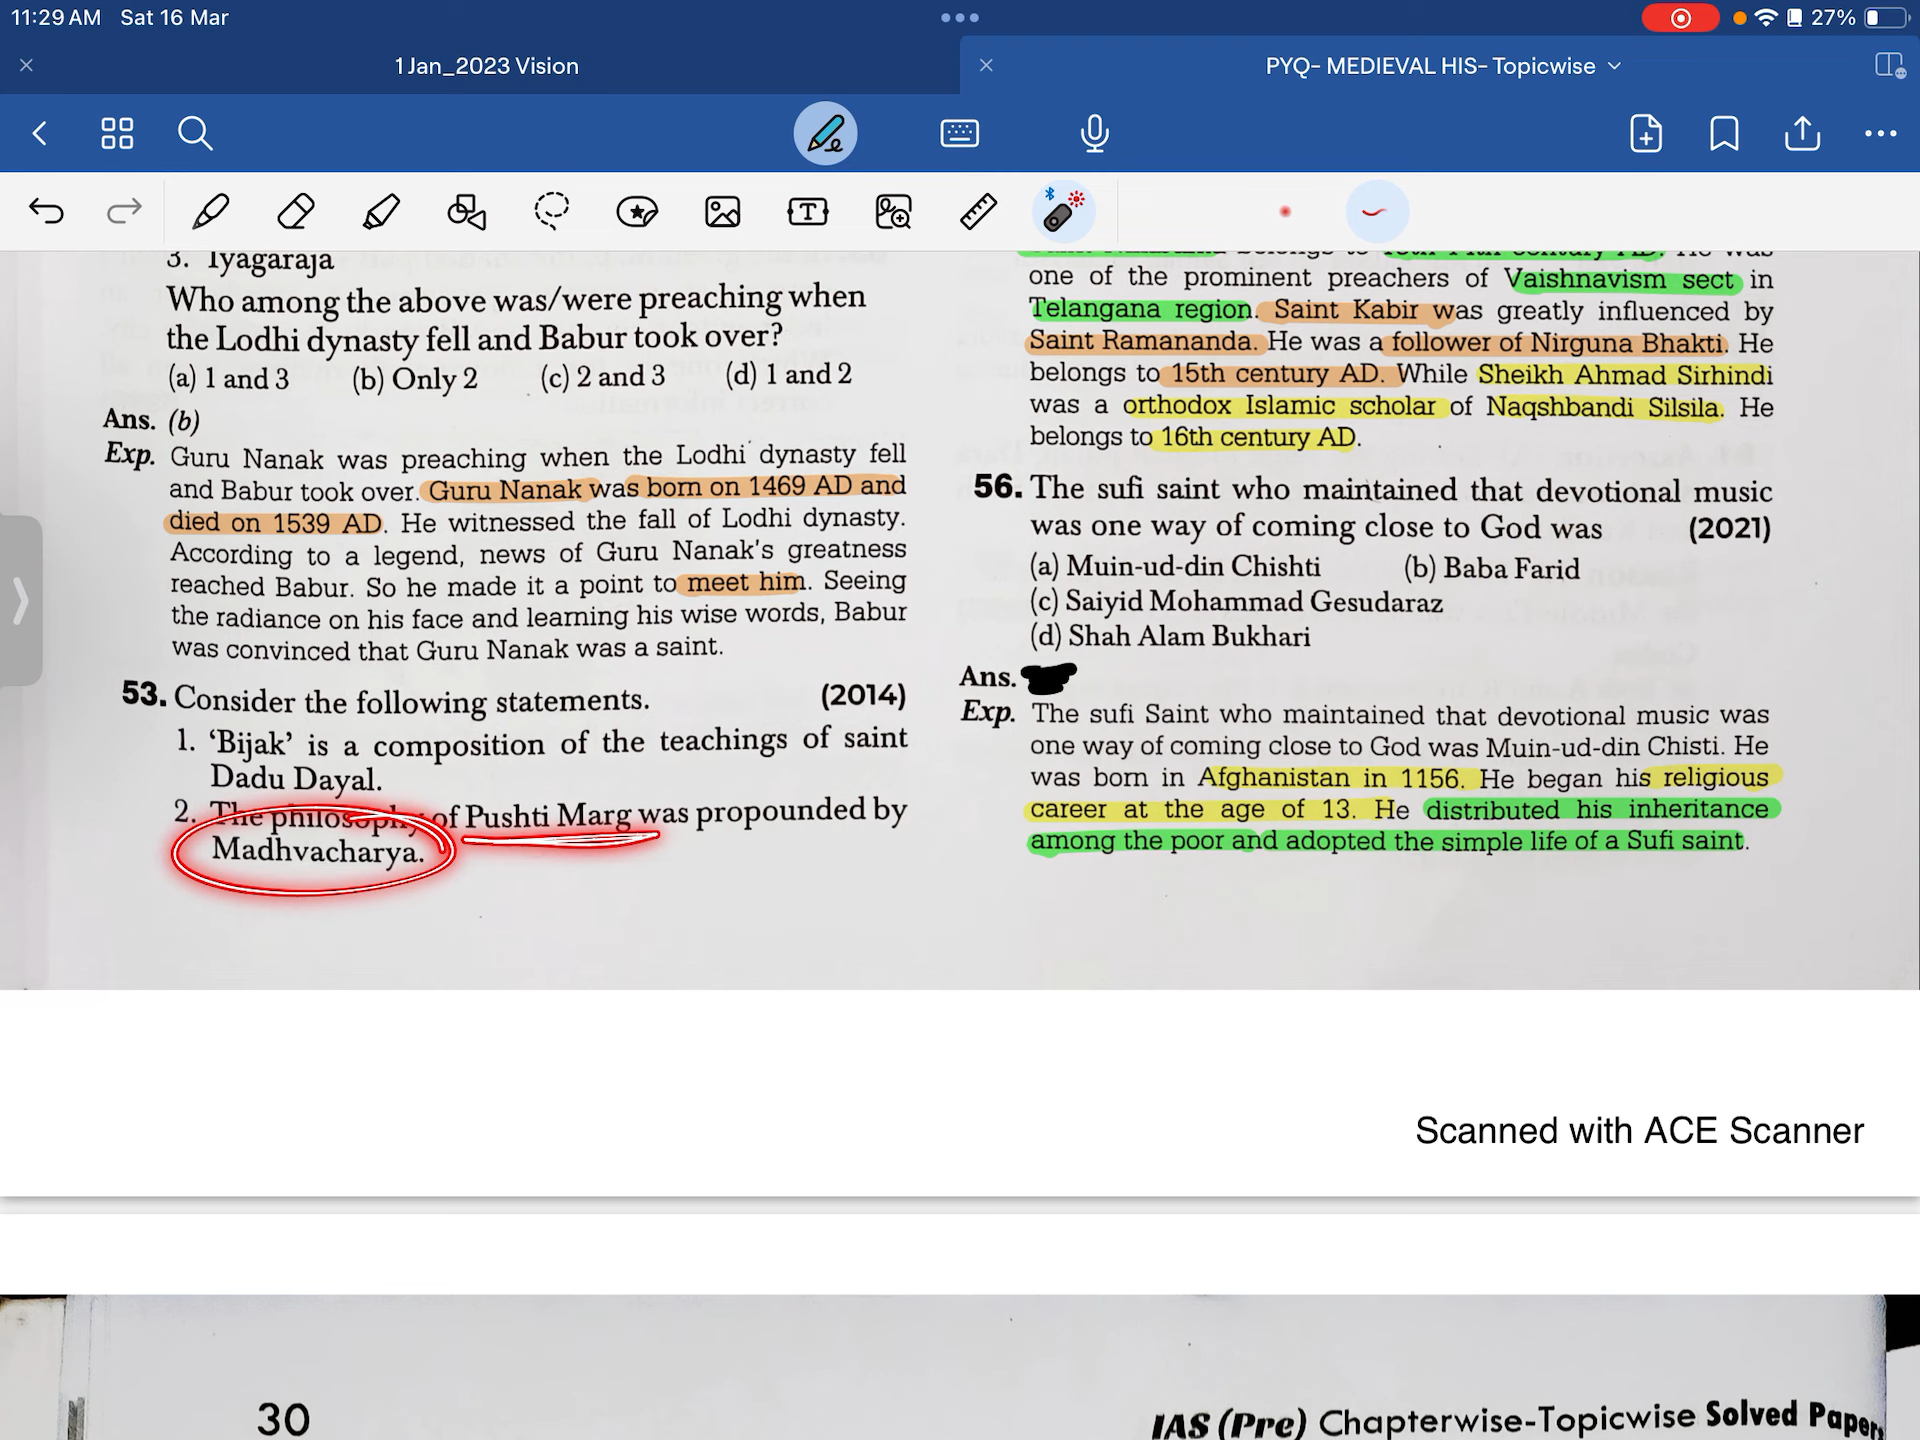 11:29 AM Sat 16 Mar
27%
1 Jan_2023 Vision
PYQ- MEDIEVAL HIS- Topicwise
3. Tyagaraja
Who among the above was/were preaching when
the Lodhi dynasty fell and Babur took over?
(a) 1 and 3 (b) Only 2 (c) 2 and 3 (d) 1 and 2
Ans. (b)
Exp. Guru Nanak was preaching when the Lodhi dynasty fell
and Babur took over. Guru Nanak was born on 1469 AD and
died on 1539 AD. He witnessed the fall of Lodhi dynasty.
According to a legend, news of Guru Nanak's greatness
reached Babur. So he made it a point to meet him. Seeing
the radiance on his face and learning his wise words, Babur
was convinced that Guru Nanak was a saint.
53. Consider the following statements. (2014)
1. 'Bijak' is a composition of the teachings of saint
Dadu Dayal.
2. The philosophy of Pushti Marg was propounded by
Madhvacharya.
belongs to
one of the prominent preachers of Vaishnavism sect in
Telangana region. Saint Kabir was greatly influenced by
Saint Ramananda. He was a follower of Nirguna Bhakti. He
belongs to 15th century AD. While Sheikh Ahmad Sirhindi
was a orthodox Islamic scholar of Naqshbandi Silsila. He
belongs to 16th century AD.
56. The sufi saint who maintained that devotional music
was one way of coming close to God was (2021)
(a) Muin-ud-din Chishti (b) Baba Farid
(c) Saiyid Mohammad Gesudaraz
(d) Shah Alam Bukhari
Ans.
Exp. The sufi Saint who maintained that devotional music was
one way of coming close to God was Muin-ud-din Chisti. He
was born in Afghanistan in 1156. He began his religious
career at the age of 13. He distributed his inheritance
among the poor and adopted the simple life of a Sufi saint.
Scanned with ACE Scanner
30
IAS (Pre) Chapterwise-Topicwise Solved Papers